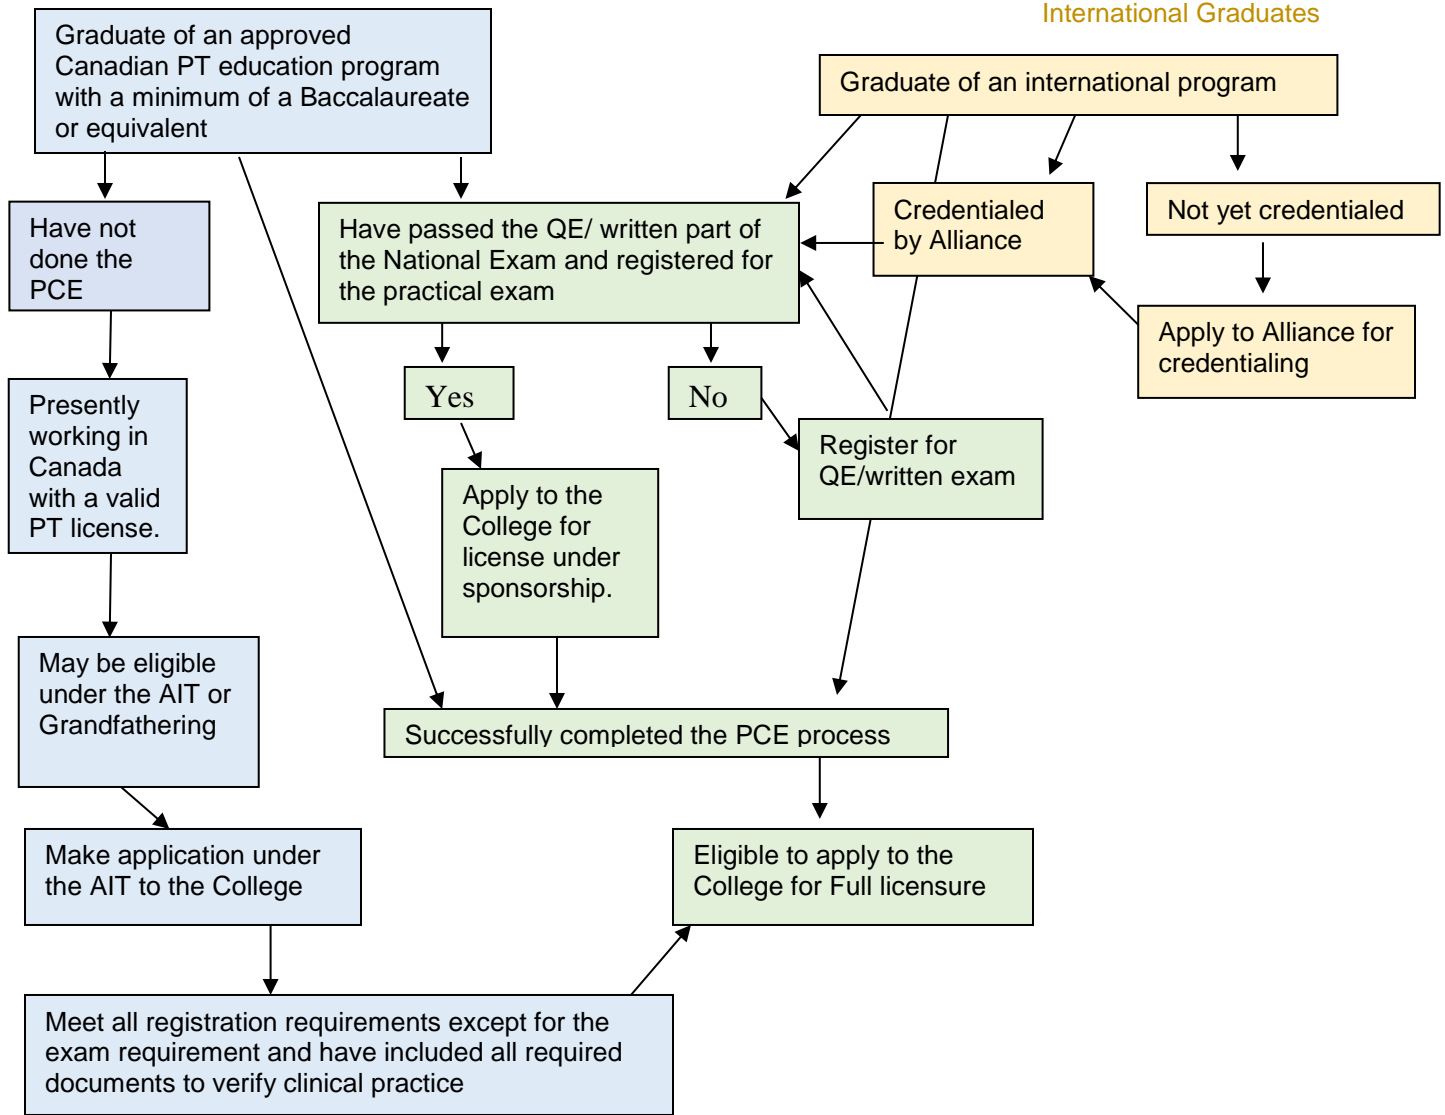 International Graduates
Graduate of an approved
Canadian PT education program
with a minimum of a Baccalaureate
or equivalent
Graduate of an international program
Have not
done the
PCE
Have passed the QE/ written part of
the National Exam and registered for
the practical exam
Credentialed
by Alliance
Not yet credentialed
Apply to Alliance for
credentialing
Yes
No
Presently
working in
Canada
with a valid
PT license.
Register for
QE/written exam
Apply to the
College for
license under
sponsorship.
May be eligible
under the AIT or
Grandfathering
Successfully completed the PCE process
Make application under
the AIT to the College
Eligible to apply to the
College for Full licensure
Meet all registration requirements except for the
exam requirement and have included all required
documents to verify clinical practice